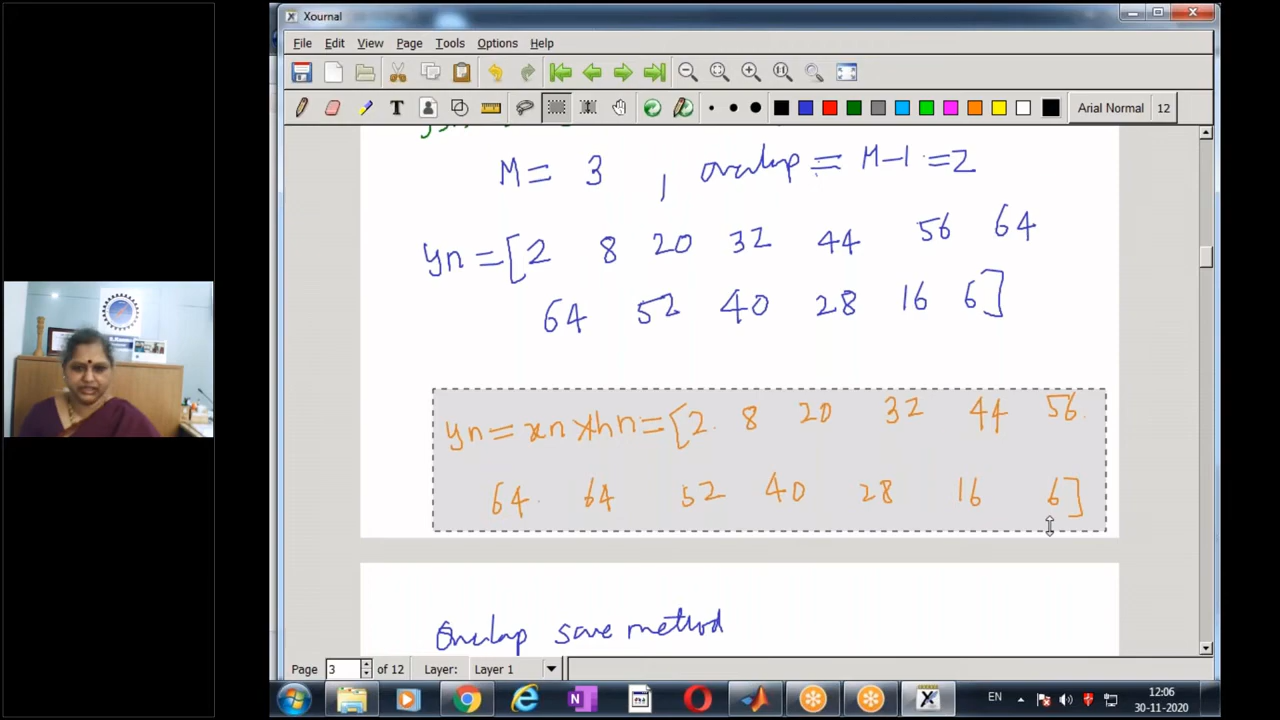 Xournal
File Edit View Page Tools Options Help
Arial Normal 12
M = 3 , overlap = M-1 = 2
yn = [2 8 20 32 44 56 64
64 52 40 28 16 6]
yn = xn * hn = [2 8 20 32 44 56
64 64 52 40 28 16 6]
Overlap save method
Page 3 of 12 Layer: Layer 1
EN 12:06
30-11-2020